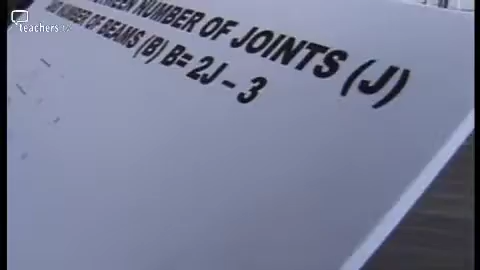 teachers
NUMBER OF JOINTS (J)
NUMBER OF BEAMS (B) B= 2J – 3